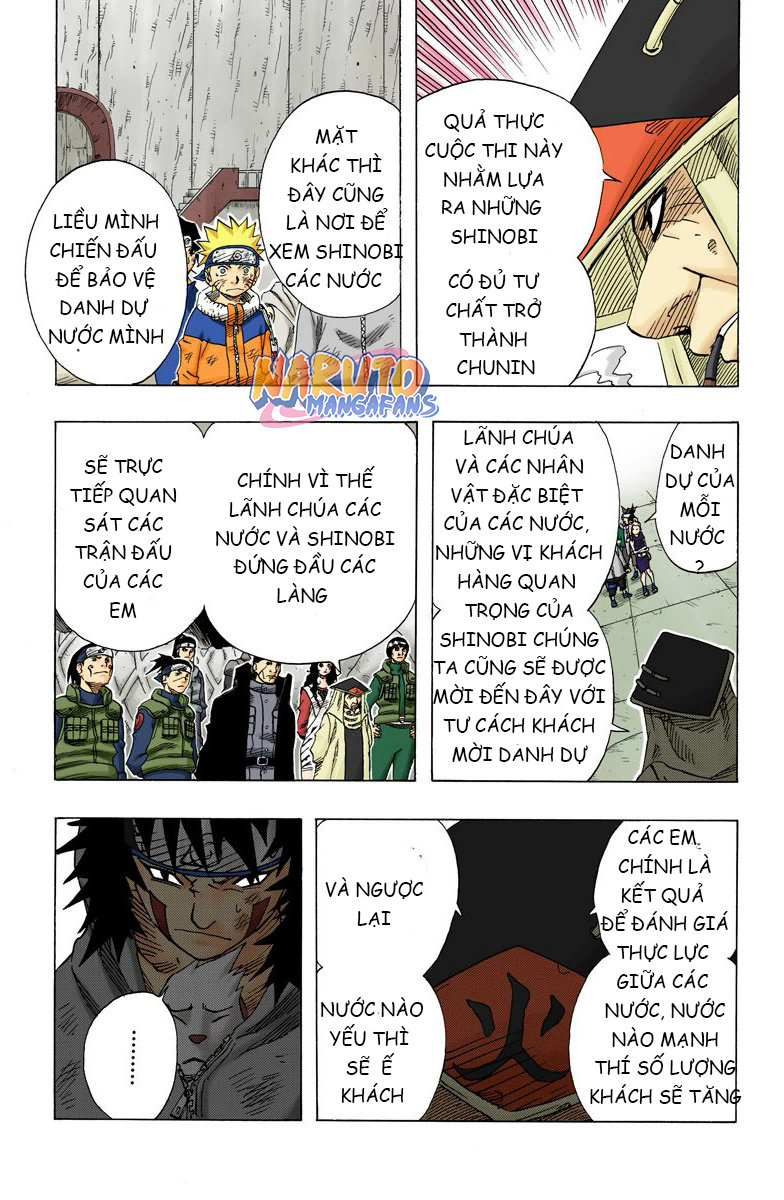 QUẢ THỰC
CUỘC THI NÀY
NHẰM LỰA
RA NHỮNG
SHINOBI
CÓ ĐỦ TƯ
CHẤT TRỞ
THÀNH
CHUNIN
MẶT
KHÁC THÌ
ĐÂY CŨNG
LÀ NƠI ĐỂ
XEM SHINOBI
CÁC NƯỚC
LIỀU MÌNH
CHIẾN ĐẤU
ĐỂ BẢO VỆ
DANH DỰ
NƯỚC MÌNH
NARUTO
MANGAFANS
DANH
DỰ CỦA
MỖI
NƯỚC
?
LÃNH CHÚA
VÀ CÁC NHÂN
VẬT ĐẶC BIỆT
CỦA CÁC NƯỚC,
NHỮNG VỊ KHÁCH
HÀNG QUAN
TRỌNG CỦA
SHINOBI CHÚNG
TA CŨNG SẼ ĐƯỢC
MỜI ĐẾN ĐÂY VỚI
TƯ CÁCH KHÁCH
MỜI DANH DỰ
CHÍNH VÌ THẾ
LÃNH CHÚA CÁC
NƯỚC VÀ SHINOBI
ĐỨNG ĐẦU CÁC
LÀNG
SẼ TRỰC
TIẾP QUAN
SÁT CÁC
TRẬN ĐẤU
CỦA CÁC
EM
CÁC EM
CHÍNH LÀ
KẾT QUẢ
ĐỂ ĐÁNH GIÁ
THỰC LỰC
GIỮA CÁC
NƯỚC, NƯỚC
NÀO MẠNH
THÍ SỐ LƯỢNG
KHÁCH SẼ TĂNG
火
VÀ NGƯỢC
LẠI
NƯỚC NÀO
YẾU THÌ
SẼ Ế
KHÁCH
.........